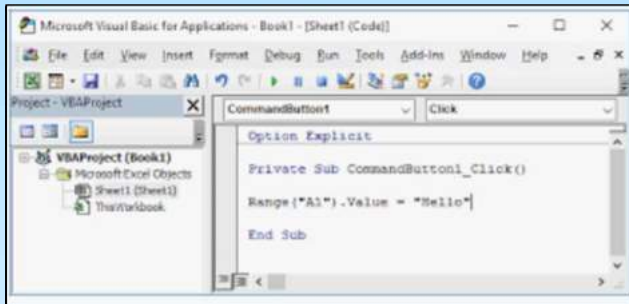 Microsoft Visual Basic for Applications - Book1 - [Sheet1 (Code)]
File Edit View Insert Format Debug Run Tools Add-Ins Window Help
Project - VBAProject
VBAProject (Book1)
Microsoft Excel Objects
Sheet1 (Sheet1)
ThisWorkbook
CommandButton1 Click
Option Explicit
Private Sub CommandButton1_Click()
Range("A1").Value = "Hello"
End Sub